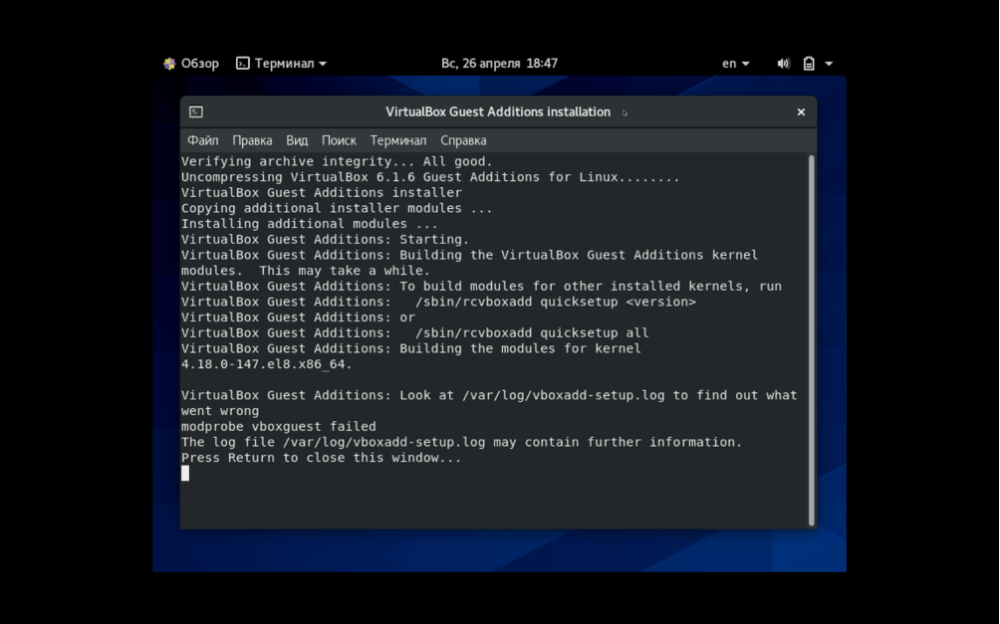 Обзор Терминал Вс, 26 апреля 18:47 en
VirtualBox Guest Additions installation
Файл Правка Вид Поиск Терминал Справка
Verifying archive integrity... All good.
Uncompressing VirtualBox 6.1.6 Guest Additions for Linux........
VirtualBox Guest Additions installer
Copying additional installer modules ...
Installing additional modules ...
VirtualBox Guest Additions: Starting.
VirtualBox Guest Additions: Building the VirtualBox Guest Additions kernel
modules.  This may take a while.
VirtualBox Guest Additions: To build modules for other installed kernels, run
VirtualBox Guest Additions:   /sbin/rcvboxadd quicksetup <version>
VirtualBox Guest Additions: or
VirtualBox Guest Additions:   /sbin/rcvboxadd quicksetup all
VirtualBox Guest Additions: Building the modules for kernel
4.18.0-147.el8.x86_64.
VirtualBox Guest Additions: Look at /var/log/vboxadd-setup.log to find out what
went wrong
modprobe vboxguest failed
The log file /var/log/vboxadd-setup.log may contain further information.
Press Return to close this window...